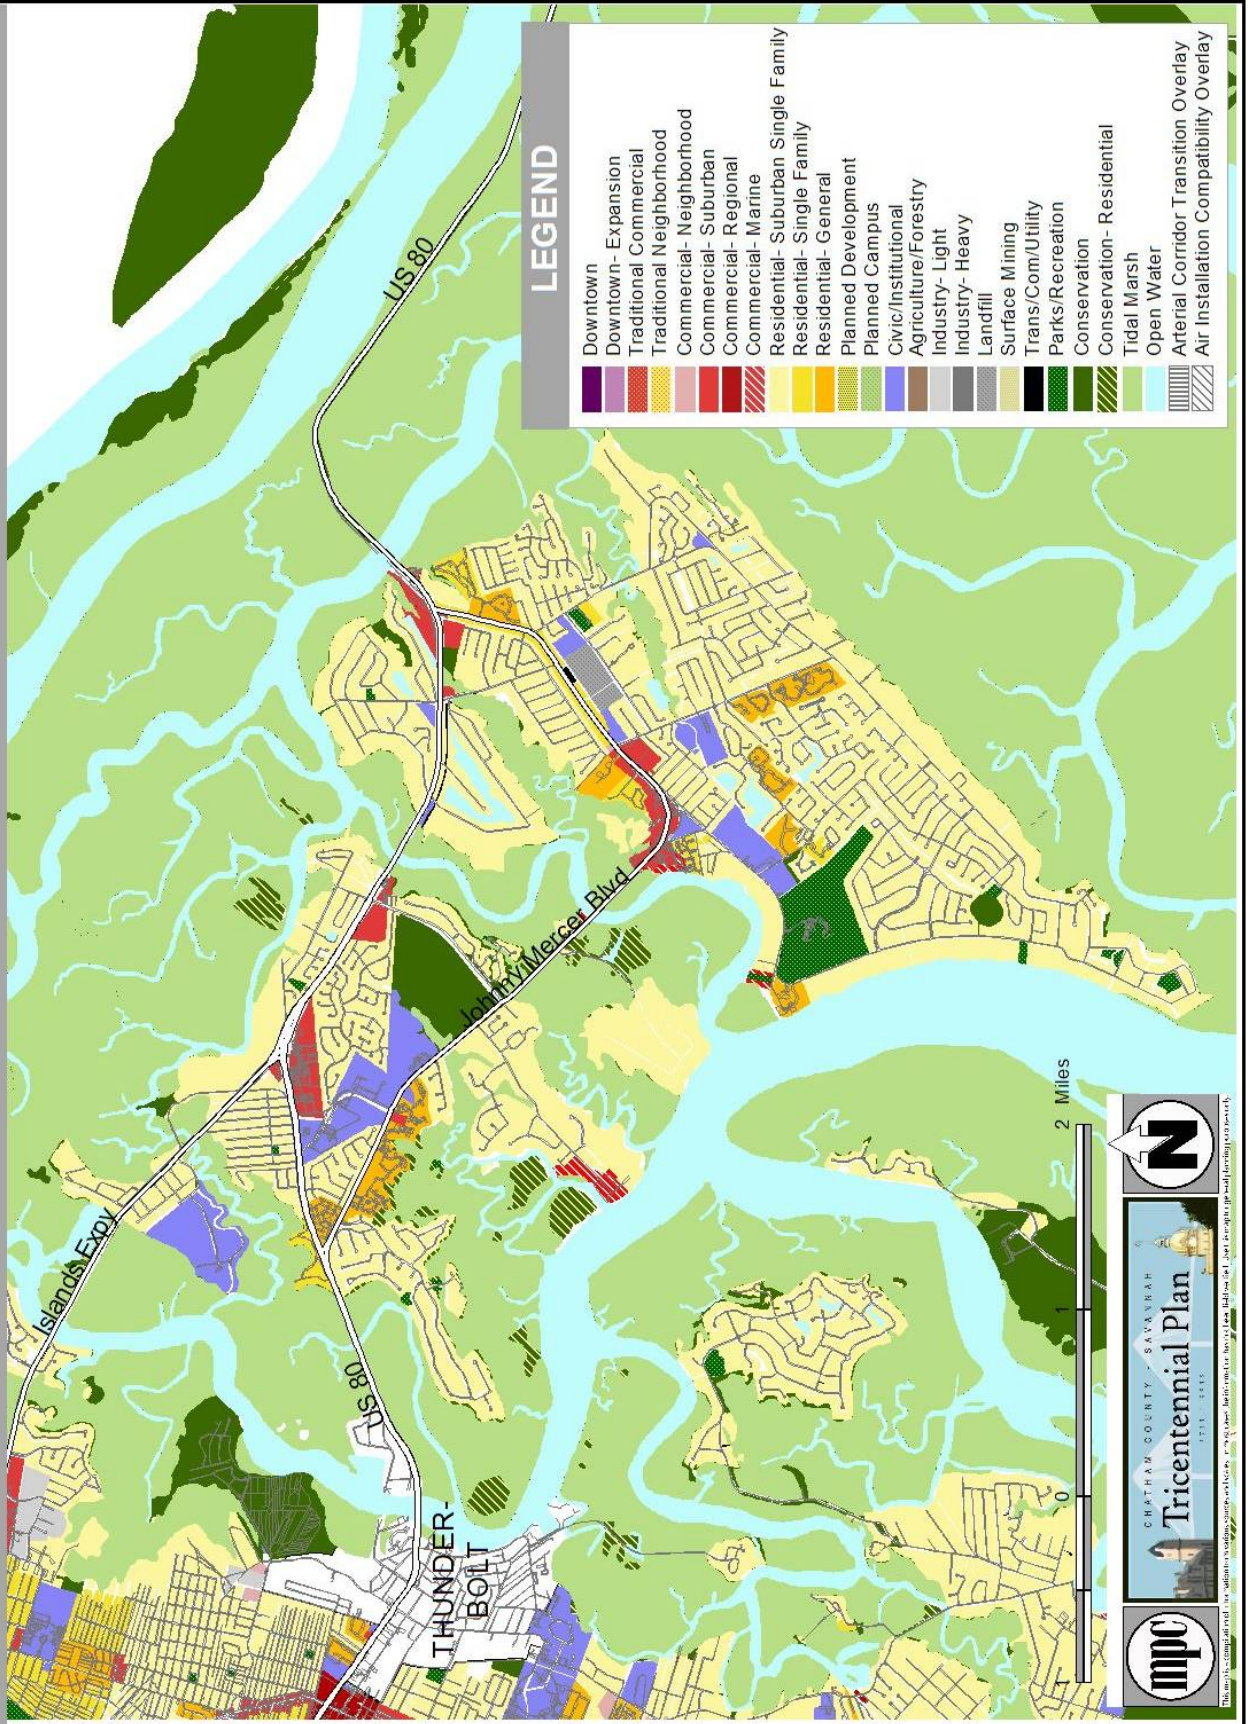 LEGEND
Downtown
Downtown- Expansion
Traditional Commercial
Traditional Neighborhood
Commercial- Neighborhood
Commercial- Suburban
Commercial- Regional
Commercial- Marine
Residential- Suburban Single Family
Residential- Single Family
Residential- General
Planned Development
Planned Campus
Civic/Institutional
Agriculture/Forestry
Industry- Light
Industry- Heavy
Landfill
Surface Mining
Trans/Com/Utility
Parks/Recreation
Conservation
Conservation- Residential
Tidal Marsh
Open Water
Arterial Corridor Transition Overlay
Air Installation Compatibility Overlay
US 80
Islands Expy
Johnny Mercer Blvd
US 80
THUNDER-
BOLT
1 0 1 2 Miles
mpc
CHATHAM COUNTY - SAVANNAH
Tricentennial Plan
N